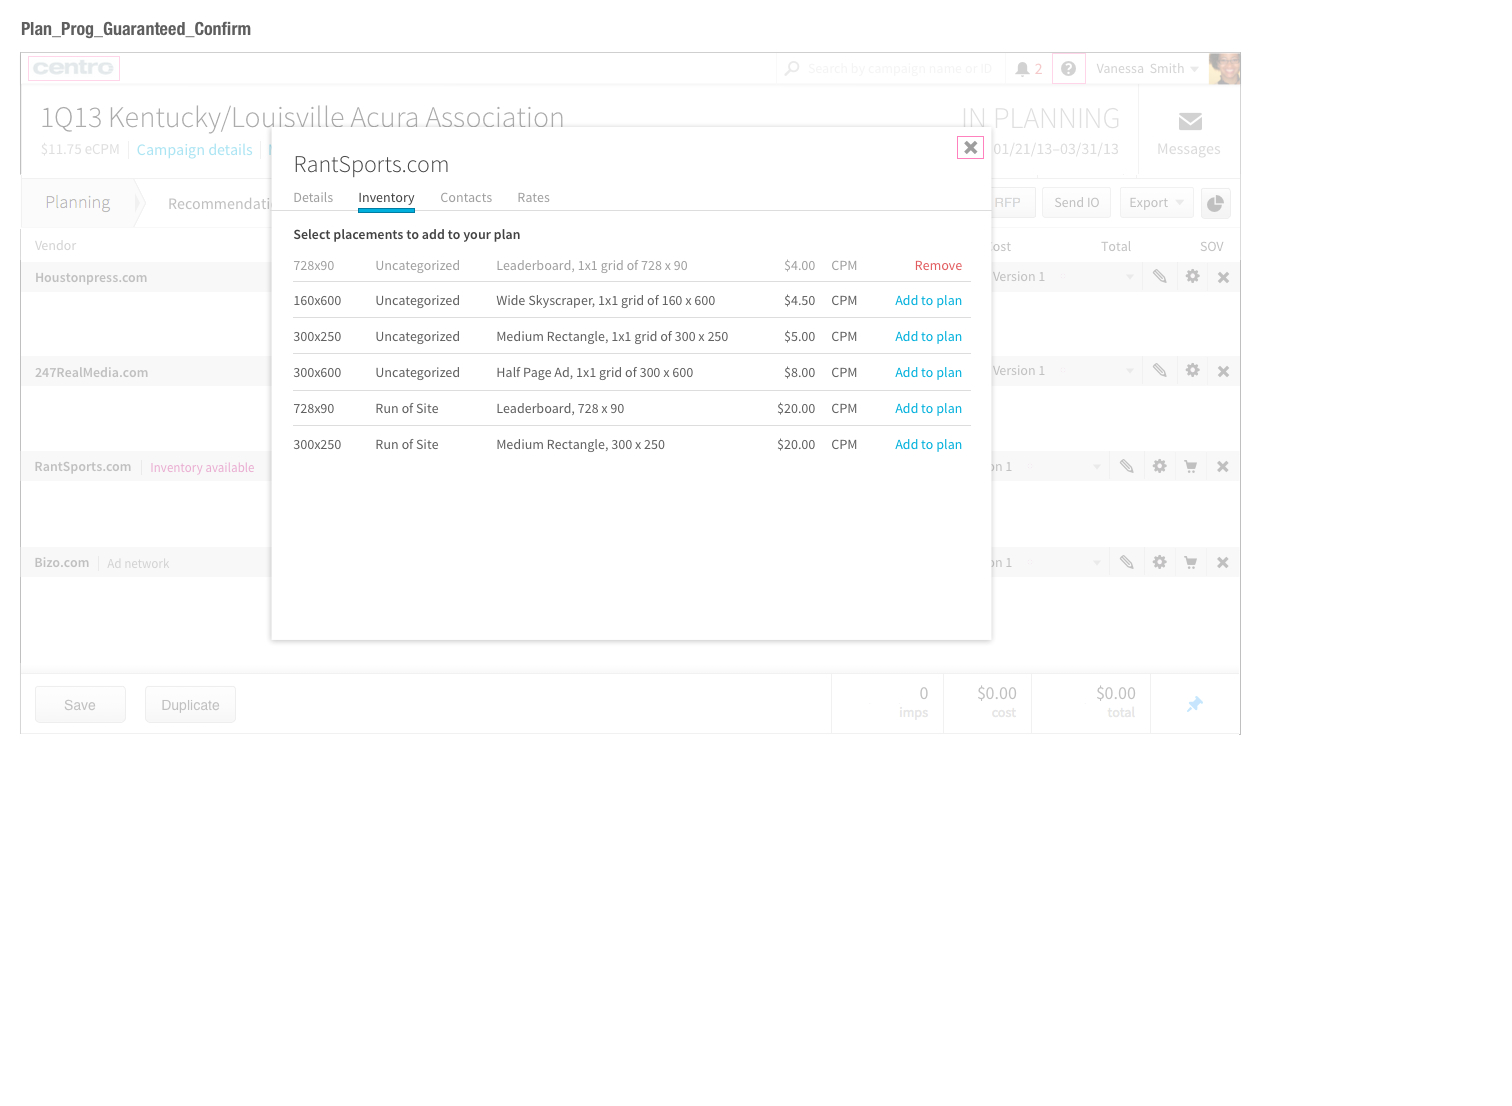 Plan_Prog_Guaranteed_Confirm
centro
Search by campaign name or IO
2
Vanessa Smith
1Q13 Kentucky/Louisville Acura Association
IN PLANNING
$11.75 eCPM
Campaign details
01/21/13–03/31/13
Messages
Planning
RFP
Send IO
Export
Vendor
Total
SOV
Houstonpress.com
Version 1
247RealMedia.com
Version 1
RantSports.com
Inventory available
Bizo.com
Ad network
RantSports.com
Details Inventory Contacts Rates
Select placements to add to your plan
728x90 Uncategorized Leaderboard, 1x1 grid of 728 x 90 $4.00 CPM Remove
160x600 Uncategorized Wide Skyscraper, 1x1 grid of 160 x 600 $4.50 CPM Add to plan
300x250 Uncategorized Medium Rectangle, 1x1 grid of 300 x 250 $5.00 CPM Add to plan
300x600 Uncategorized Half Page Ad, 1x1 grid of 300 x 600 $8.00 CPM Add to plan
728x90 Run of Site Leaderboard, 728 x 90 $20.00 CPM Add to plan
300x250 Run of Site Medium Rectangle, 300 x 250 $20.00 CPM Add to plan
Save
Duplicate
0 $0.00 $0.00
imps cost total